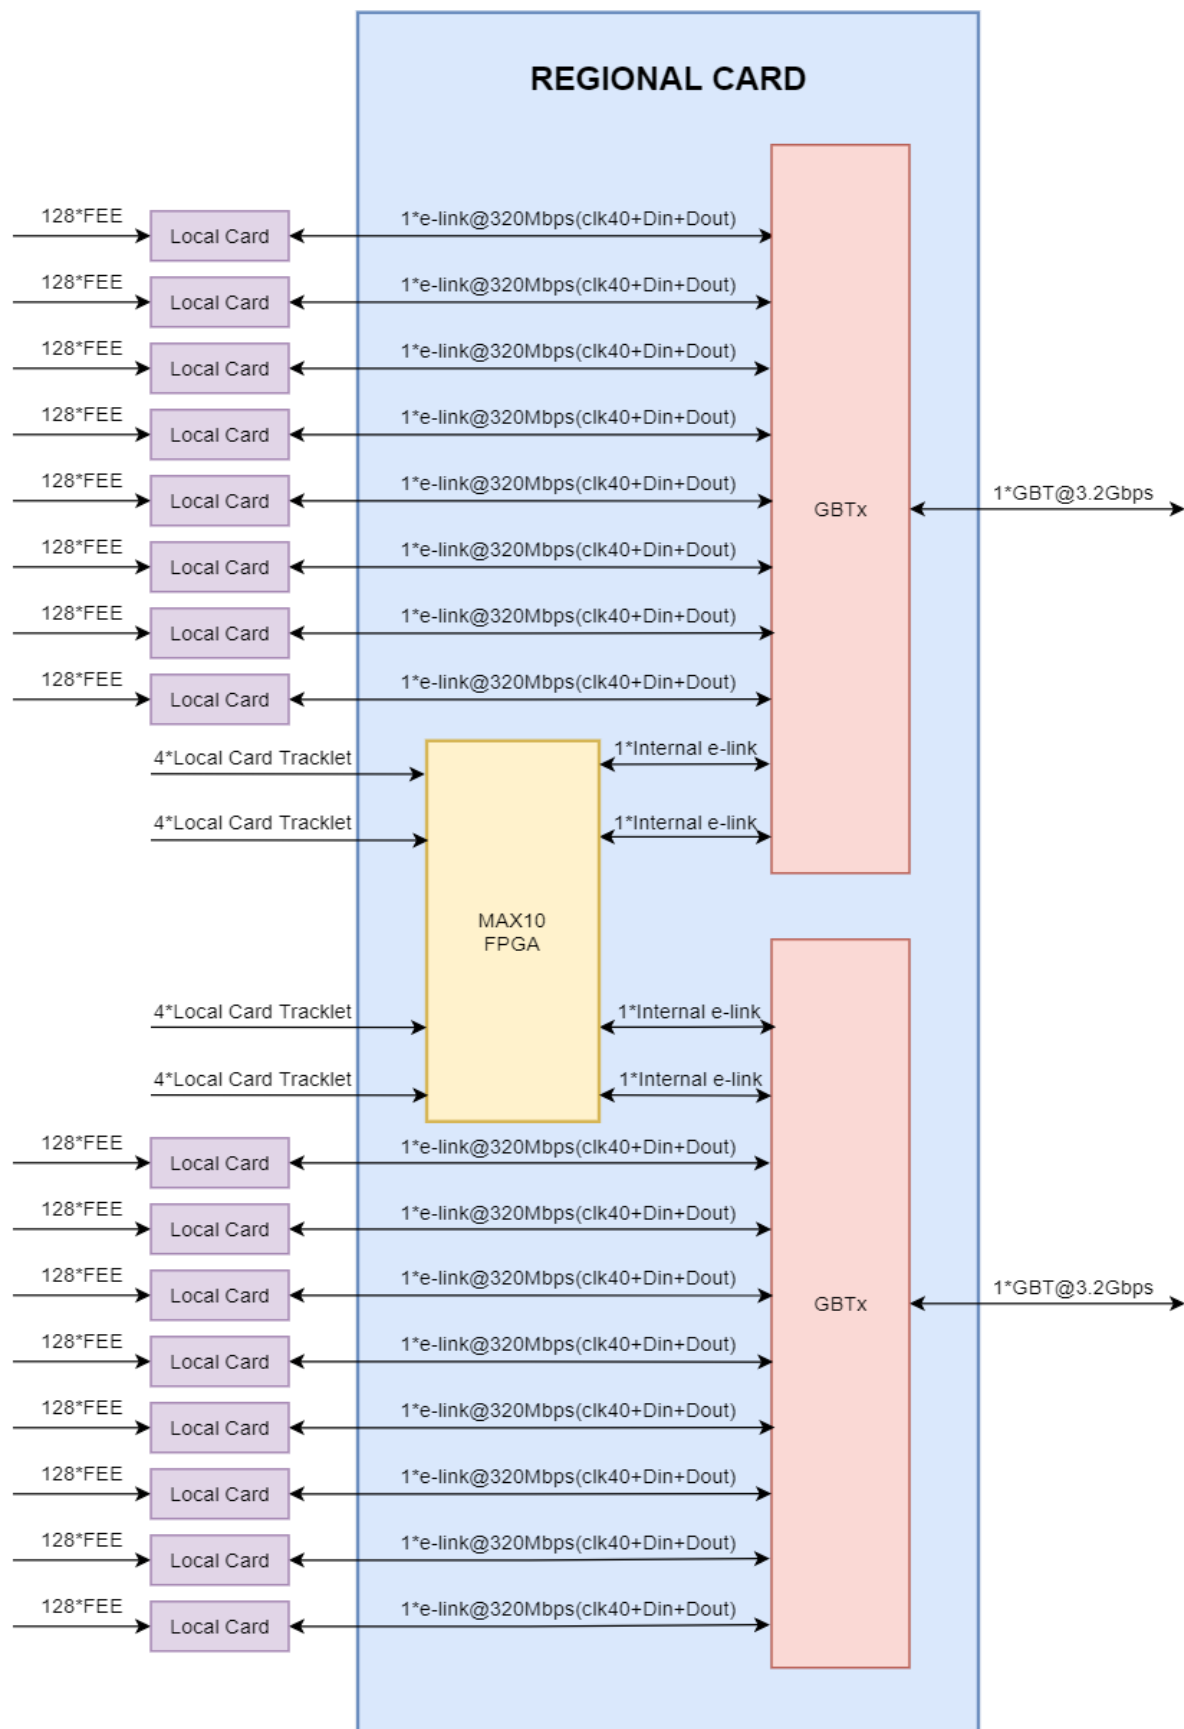 REGIONAL CARD
128*FEE
Local Card
1*e-link@320Mbps(clk40+Din+Dout)
128*FEE
Local Card
1*e-link@320Mbps(clk40+Din+Dout)
128*FEE
Local Card
1*e-link@320Mbps(clk40+Din+Dout)
128*FEE
Local Card
1*e-link@320Mbps(clk40+Din+Dout)
128*FEE
Local Card
1*e-link@320Mbps(clk40+Din+Dout)
GBTx
1*GBT@3.2Gbps
128*FEE
Local Card
1*e-link@320Mbps(clk40+Din+Dout)
128*FEE
Local Card
1*e-link@320Mbps(clk40+Din+Dout)
128*FEE
Local Card
1*e-link@320Mbps(clk40+Din+Dout)
4*Local Card Tracklet
1*Internal e-link
4*Local Card Tracklet
1*Internal e-link
MAX10
FPGA
4*Local Card Tracklet
1*Internal e-link
4*Local Card Tracklet
1*Internal e-link
128*FEE
Local Card
1*e-link@320Mbps(clk40+Din+Dout)
128*FEE
Local Card
1*e-link@320Mbps(clk40+Din+Dout)
128*FEE
Local Card
1*e-link@320Mbps(clk40+Din+Dout)
GBTx
1*GBT@3.2Gbps
128*FEE
Local Card
1*e-link@320Mbps(clk40+Din+Dout)
128*FEE
Local Card
1*e-link@320Mbps(clk40+Din+Dout)
128*FEE
Local Card
1*e-link@320Mbps(clk40+Din+Dout)
128*FEE
Local Card
1*e-link@320Mbps(clk40+Din+Dout)
128*FEE
Local Card
1*e-link@320Mbps(clk40+Din+Dout)